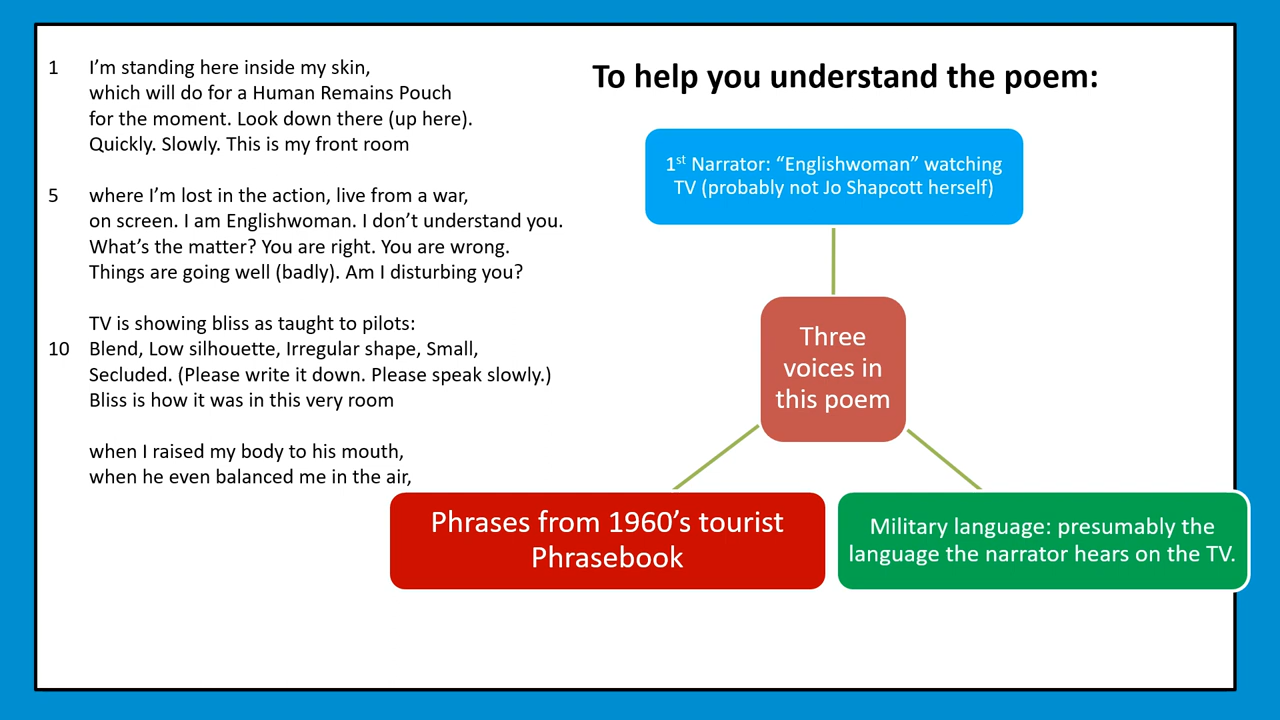 1 I’m standing here inside my skin,
which will do for a Human Remains Pouch
for the moment. Look down there (up here).
Quickly. Slowly. This is my front room
5 where I’m lost in the action, live from a war,
on screen. I am Englishwoman. I don’t understand you.
What’s the matter? You are right. You are wrong.
Things are going well (badly). Am I disturbing you?
TV is showing bliss as taught to pilots:
10 Blend, Low silhouette, Irregular shape, Small,
Secluded. (Please write it down. Please speak slowly.)
Bliss is how it was in this very room
when I raised my body to his mouth,
when he even balanced me in the air,
To help you understand the poem:
1st Narrator: “Englishwoman” watching
TV (probably not Jo Shapcott herself)
Three
voices in
this poem
Phrases from 1960’s tourist
Phrasebook
Military language: presumably the
language the narrator hears on the TV.